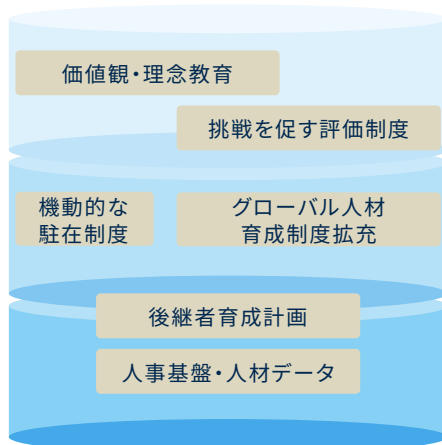 価値観・理念教育
挑戦を促す評価制度
機動的な
駐在制度
グローバル人材
育成制度拡充
後継者育成計画
人事基盤・人材データ